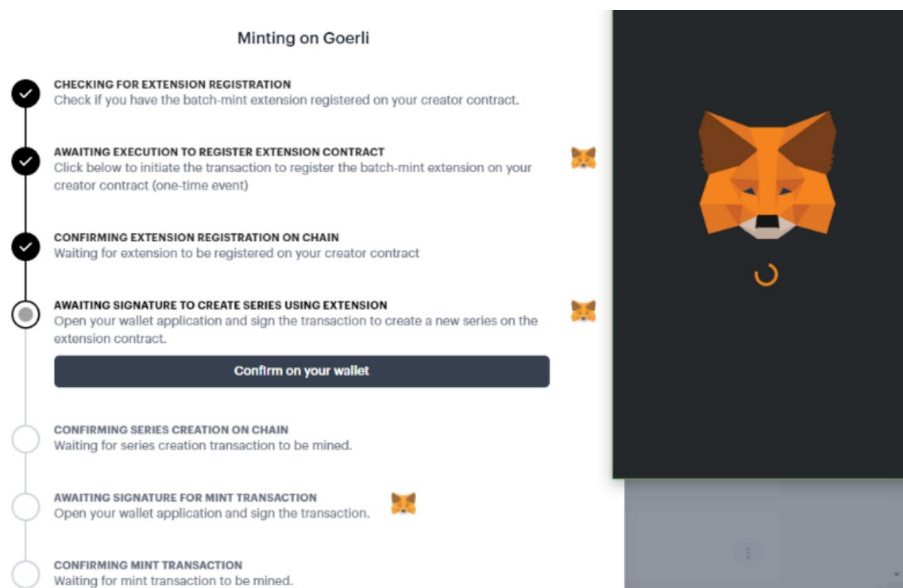 Minting on Goerli
CHECKING FOR EXTENSION REGISTRATION
Check if you have the batch-mint extension registered on your creator contract.
AWAITING EXECUTION TO REGISTER EXTENSION CONTRACT
Click below to initiate the transaction to register the batch-mint extension on your
creator contract (one-time event)
CONFIRMING EXTENSION REGISTRATION ON CHAIN
Waiting for extension to be registered on your creator contract
AWAITING SIGNATURE TO CREATE SERIES USING EXTENSION
Open your wallet application and sign the transaction to create a new series on the
extension contract.
Confirm on your wallet
CONFIRMING SERIES CREATION ON CHAIN
Waiting for series creation transaction to be mined.
AWAITING SIGNATURE FOR MINT TRANSACTION
Open your wallet application and sign the transaction.
CONFIRMING MINT TRANSACTION
Waiting for mint transaction to be mined.